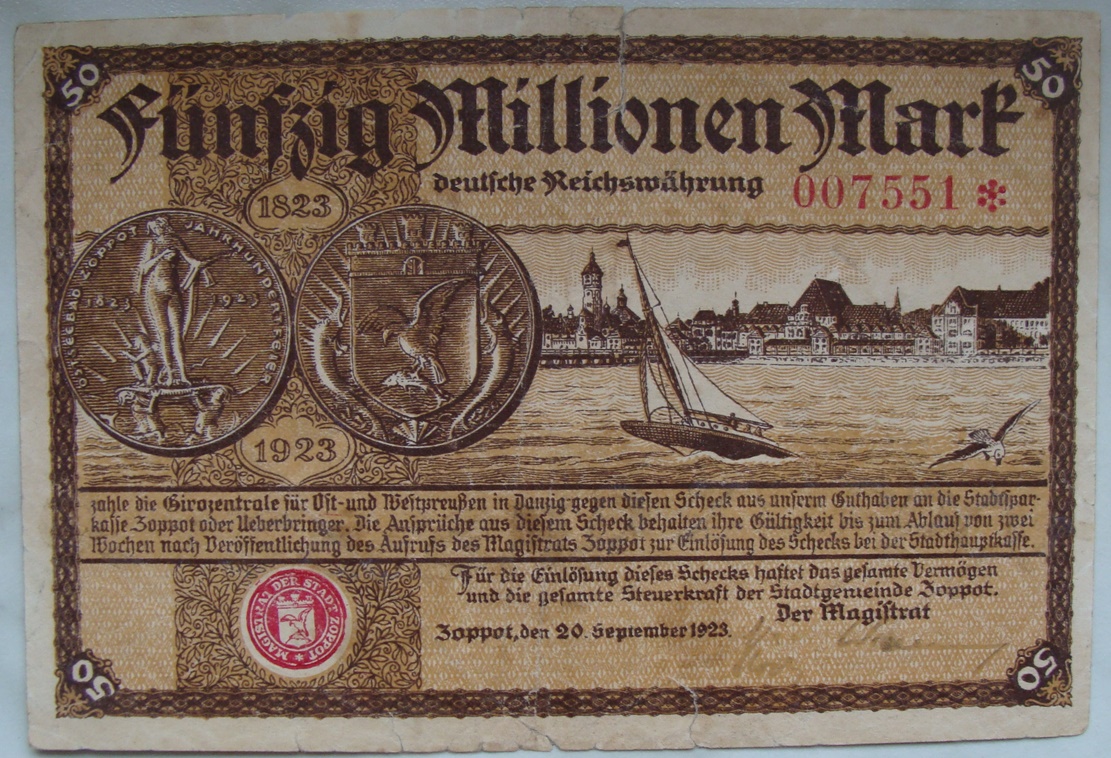 50
50
Fünfzig Millionen Mark
deutsche Reichswährung
007551 *
1823
OSTSEEBAD ZOPPOT JAHRHUNDERTFEIER
1823 1923
1923
zahle die Girozentrale für Ost-und Westpreußen in Danzig gegen diesen Scheck aus unserm Guthaben an die Stadtspar-
kasse Zoppot oder Ueberbringer. Die Ansprüche aus diesem Scheck behalten ihre Gültigkeit bis zum Ablauf von zwei
Wochen nach Veröffentlichung des Aufrufs des Magistrats Zoppot zur Einlösung des Schecks bei der Stadthauptkasse.
Für die Einlösung dieses Schecks haftet das gesamte Vermögen
und die gesamte Steuerkraft der Stadtgemeinde Zoppot.
Der Magistrat
Zoppot, den 20. September 1923.
MAGISTRAT DER STADT ZOPPOT *
50
50